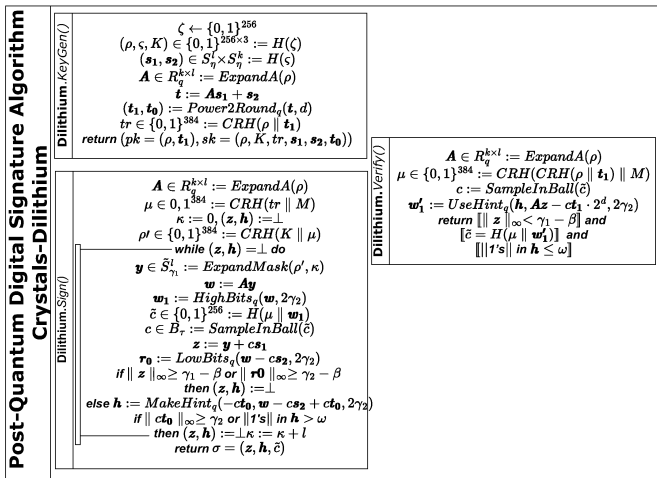 Post-Quantum Digital Signature Algorithm
Crystals-Dilithium
Dilithium.KeyGen()
ζ ← {0, 1}^256
(ρ, ς, K) ∈ {0, 1}^256×3 := H(ζ)
(s1, s2) ∈ S_η^l × S_η^k := H(ς)
A ∈ R_q^k×l := ExpandA(ρ)
t := As1 + s2
(t1, t0) := Power2Round_q(t, d)
tr ∈ {0, 1}^384 := CRH(ρ ∥ t1)
return (pk = (ρ, t1), sk = (ρ, K, tr, s1, s2, t0))
Dilithium.Sign()
A ∈ R_q^k×l := ExpandA(ρ)
μ ∈ 0, 1^384 := CRH(tr ∥ M)
κ := 0, (z, h) :=⊥
ρ′ ∈ {0, 1}^384 := CRH(K ∥ μ)
while (z, h) =⊥ do
y ∈ S̃_γ1^l := ExpandMask(ρ′, κ)
w := Ay
w1 := HighBits_q(w, 2γ2)
c̃ ∈ {0, 1}^256 := H(μ ∥ w1)
c ∈ B_τ := SampleInBall(c̃)
z := y + cs1
r0 := LowBits_q(w − cs2, 2γ2)
if ∥ z ∥∞≥ γ1 − β or ∥ r0 ∥∞≥ γ2 − β
then (z, h) :=⊥
else h := MakeHint_q(−ct0, w − cs2 + ct0, 2γ2)
if ∥ ct0 ∥∞≥ γ2 or ||1's|| in h > ω
then (z, h) :=⊥κ := κ + l
return σ = (z, h, c̃)
Dilithium.Verify()
A ∈ R_q^k×l := ExpandA(ρ)
μ ∈ {0, 1}^384 := CRH(CRH(ρ ∥ t1) ∥ M)
c := SampleInBall(c̃)
w′1 := UseHint_q(h, Az − ct1 · 2^d, 2γ2)
return ⟦∥ z ∥∞< γ1 − β⟧ and
⟦c̃ = H(μ ∥ w′1)⟧ and
⟦||1's|| in h ≤ ω⟧